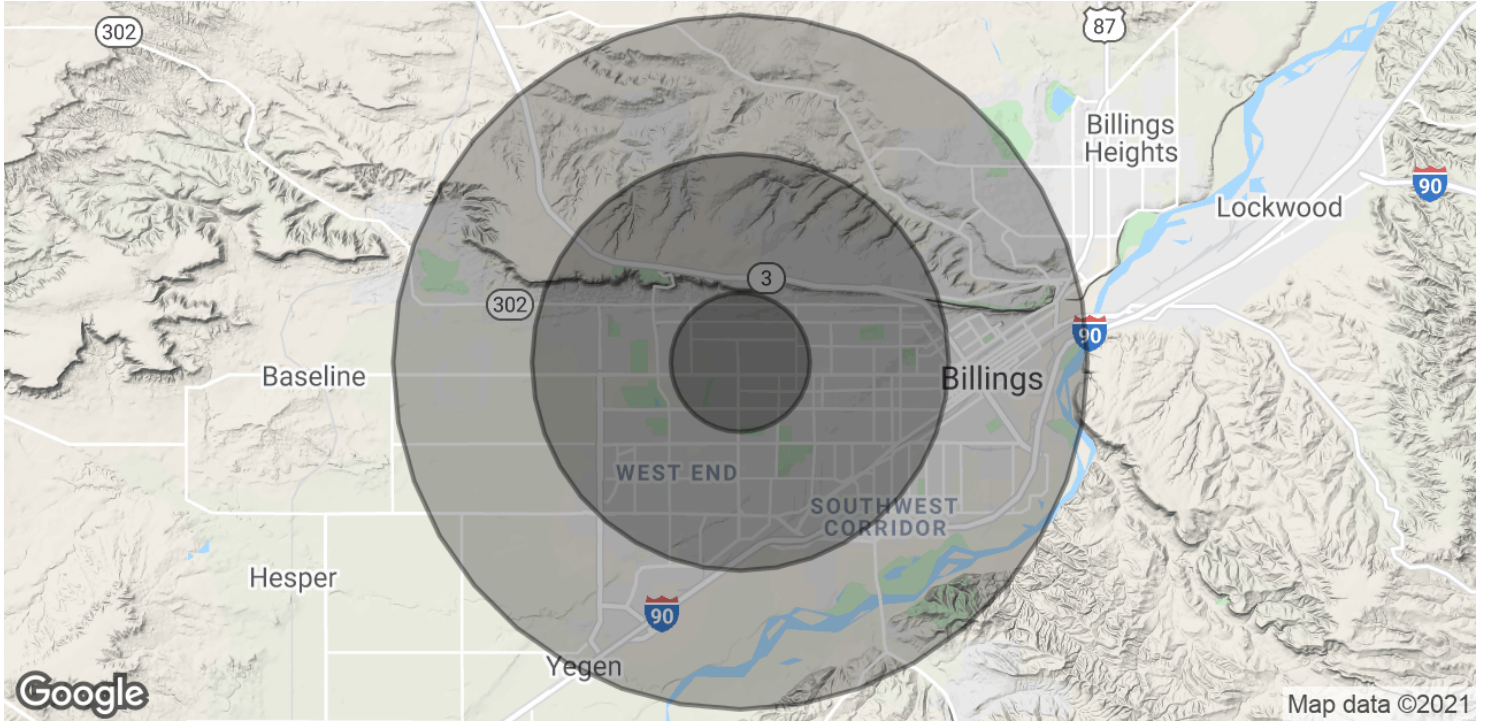 302
87
Billings
Heights
90
Lockwood
3
302
90
Baseline
Billings
WEST END
SOUTHWEST
CORRIDOR
Hesper
90
Yegen
Google
Map data ©2021